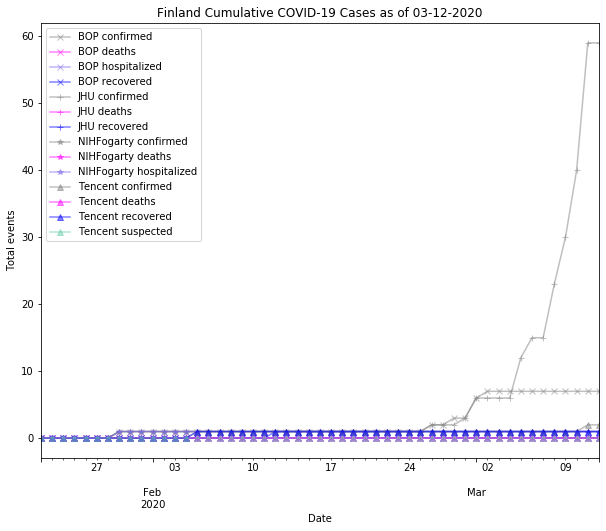 Finland Cumulative COVID-19 Cases as of 03-12-2020
60
50
40
30
20
10
0
Total events
BOP confirmed
BOP deaths
BOP hospitalized
BOP recovered
JHU confirmed
JHU deaths
JHU recovered
NIHFogarty confirmed
NIHFogarty deaths
NIHFogarty hospitalized
Tencent confirmed
Tencent deaths
Tencent recovered
Tencent suspected
27 03 10 17 24 02 09
Feb Mar
2020
Date